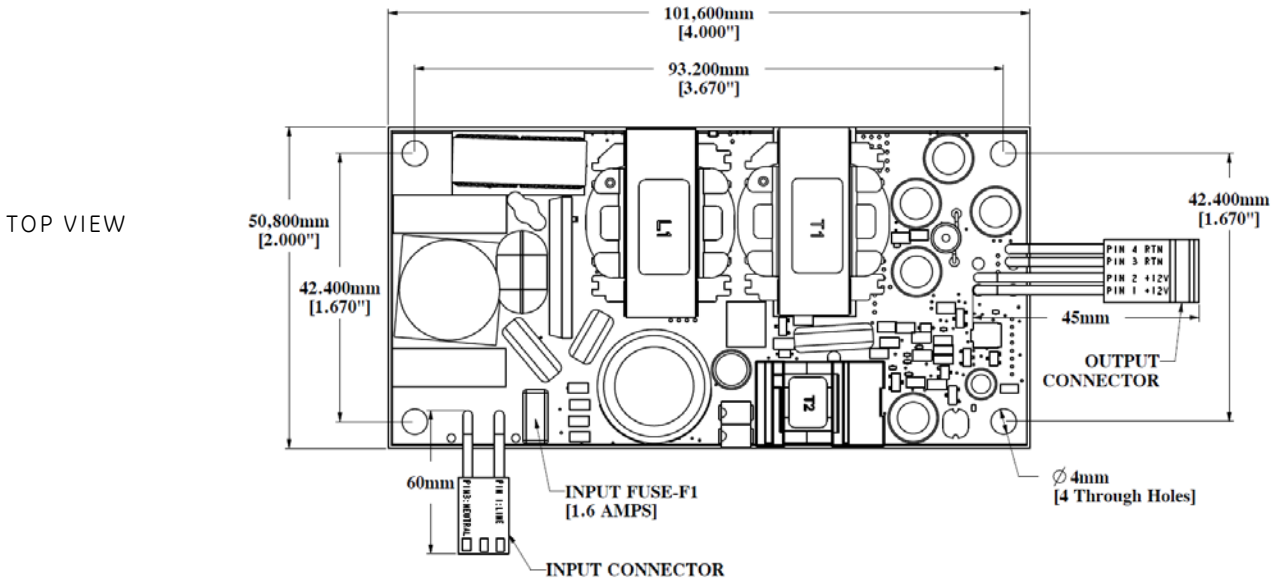 101,600mm
[4.000"]
93.200mm
[3.670"]
TOP VIEW
50,800mm
[2.000"]
42.400mm
[1.670"]
42.400mm
[1.670"]
L1
T1
PIN 4 RTN
PIN 3 RTN
PIN 2 +12V
PIN 1 +12V
45mm
OUTPUT
CONNECTOR
T2
60mm
PIN3:NEUTRAL
PIN 1:LINE
INPUT FUSE-F1
[1.6 AMPS]
Ø 4mm
[4 Through Holes]
INPUT CONNECTOR